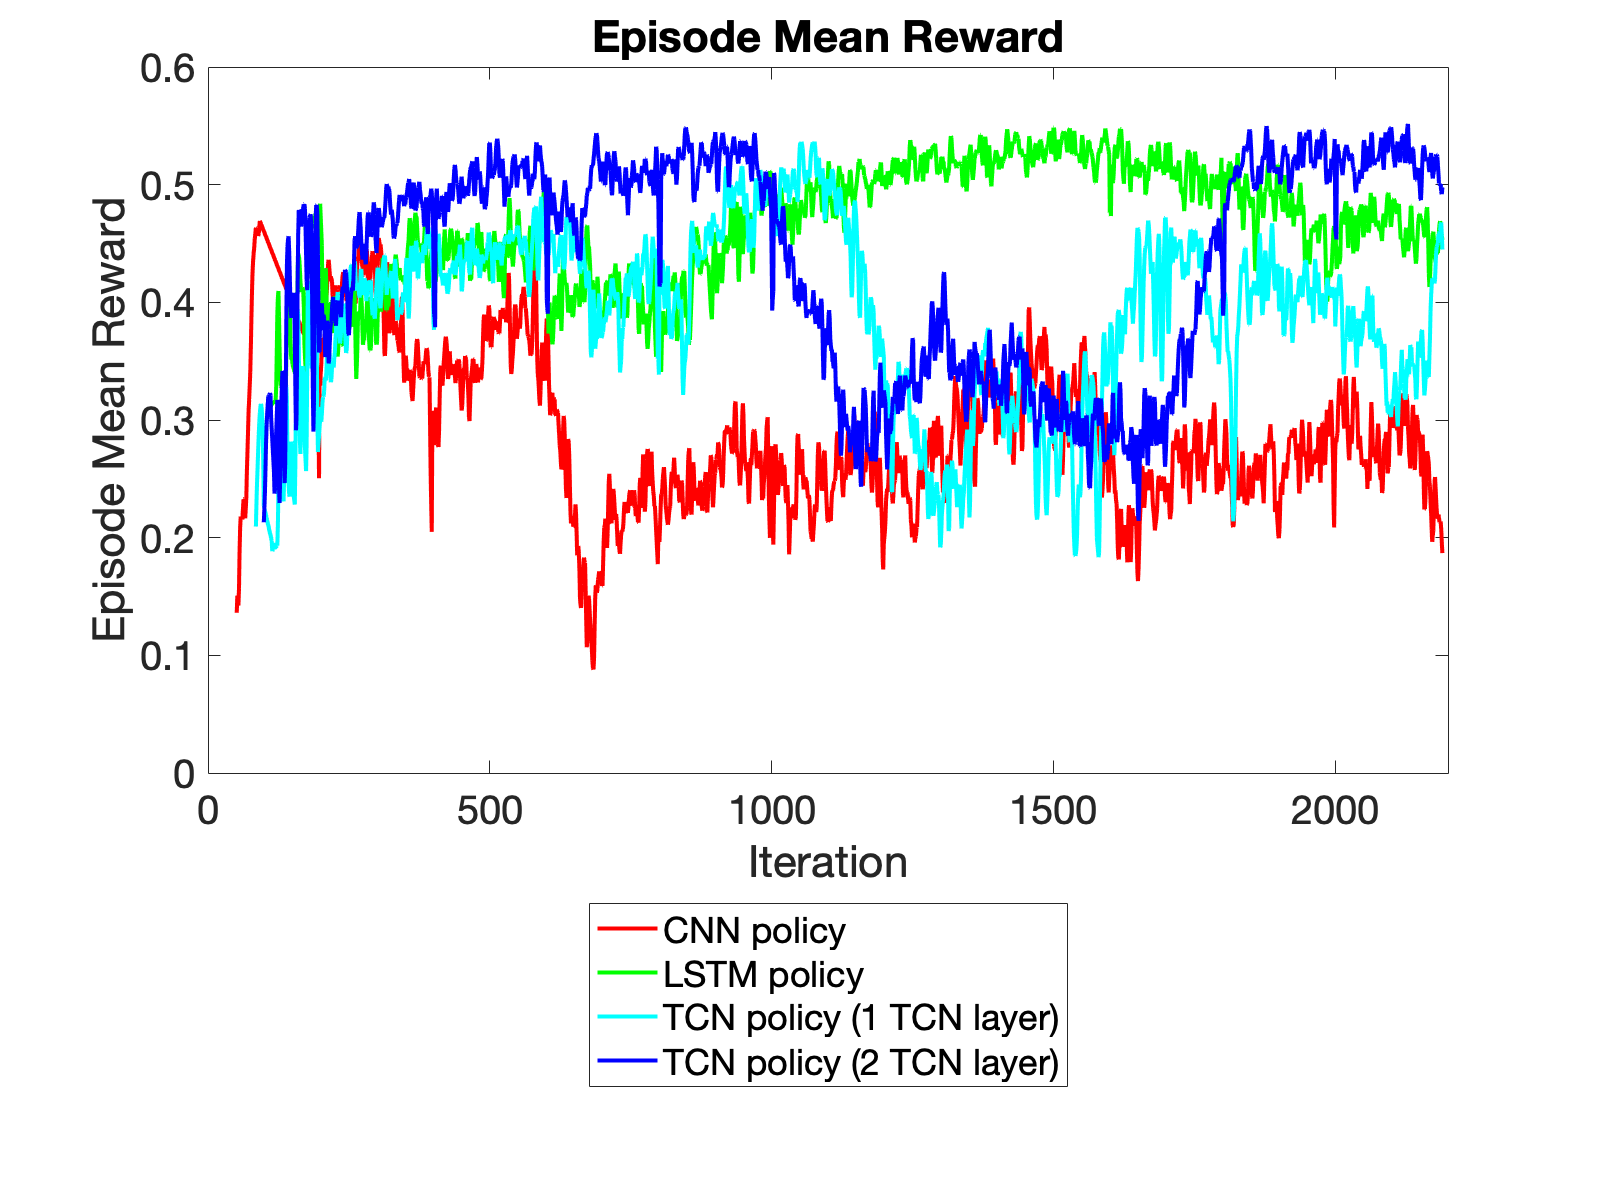 Episode Mean Reward
0.6
0.5
0.4
0.3
0.2
0.1
0
Episode Mean Reward
0
500
1000
1500
2000
Iteration
CNN policy
LSTM policy
TCN policy (1 TCN layer)
TCN policy (2 TCN layer)